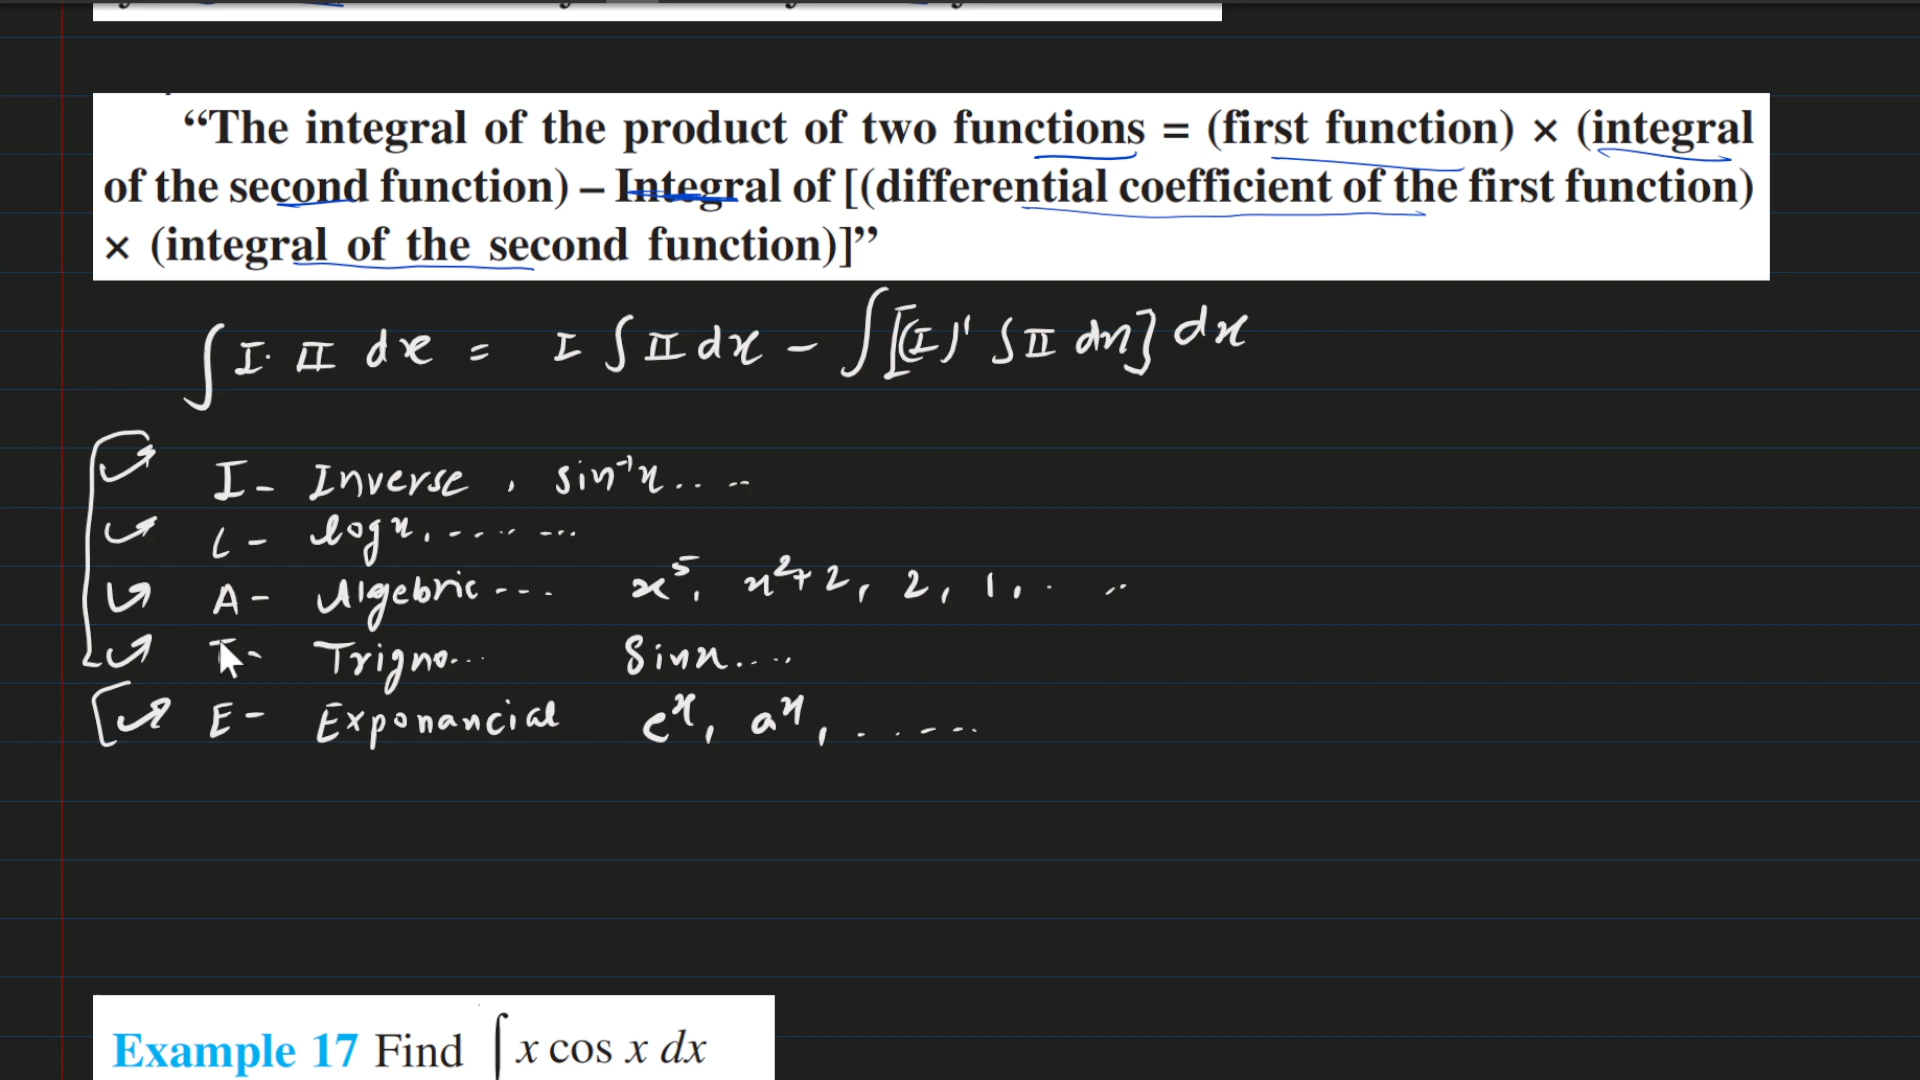 “The integral of the product of two functions = (first function) × (integral
of the second function) – Integral of [(differential coefficient of the first function)
× (integral of the second function)]”
∫ I · II dx = I ∫ II dx – ∫ [(I)' ∫ II dx] dx
I – Inverse , sin⁻¹x.. --
L – logx, ---- ---
A – Algebric --- x⁵, x²+2, 2, 1, . ..
T – Trigno... Sinx....
E – Exponancial eˣ, aˣ, . .---
Example 17 Find ∫ x cos x dx